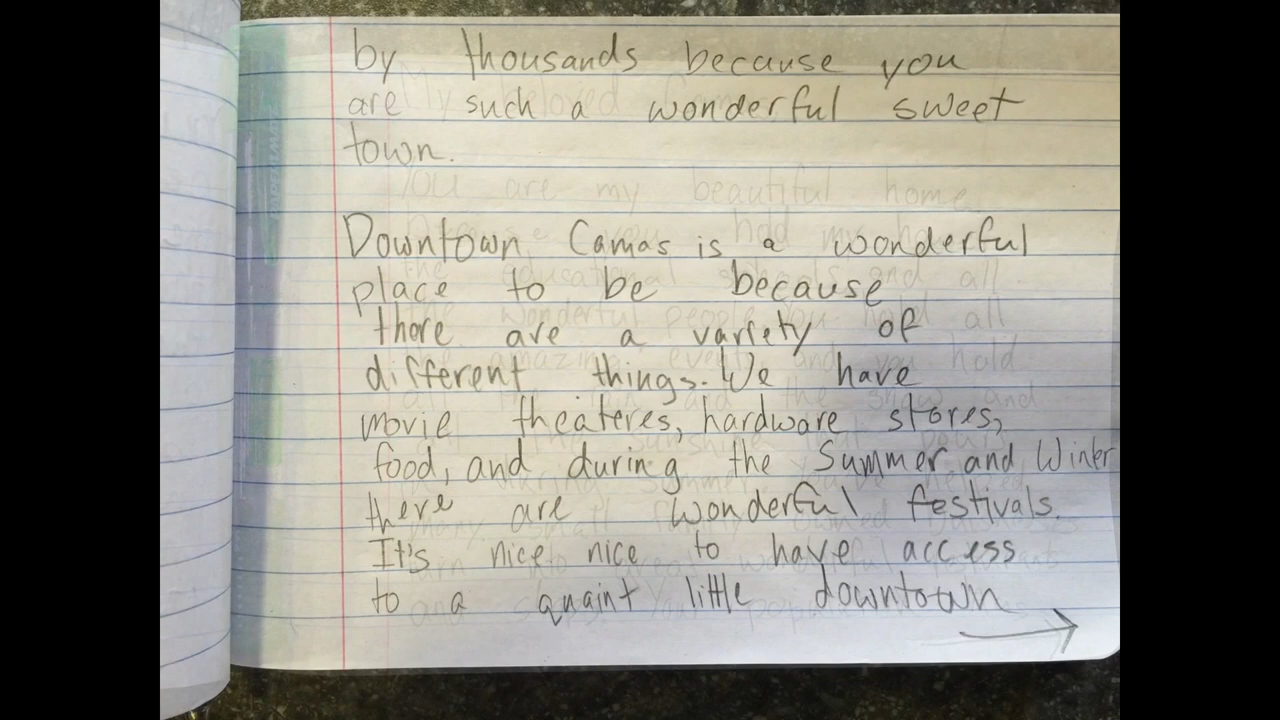 by thousands because you
are such a wonderful sweet
town.
Downtown Camas is a wonderful
place to be because
there are a variety of
different things. We have
movie theateres, hardware stores,
food, and during the Summer and Winter
there are wonderful festivals.
It's nice nice to have access
to a quaint little downtown